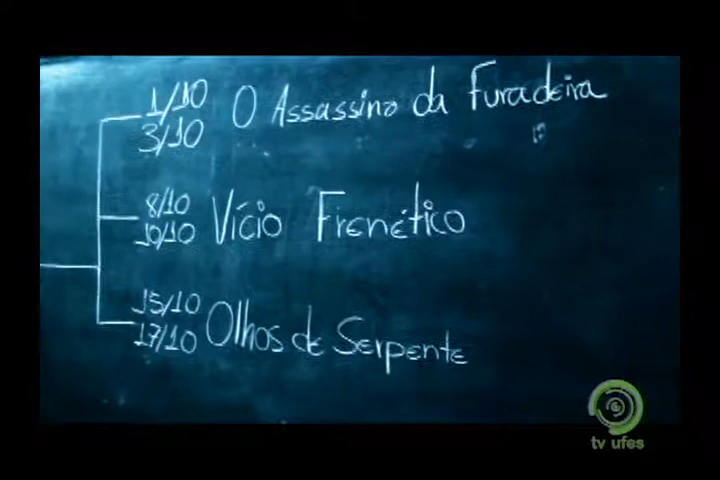 1/10 O Assassino da Furadeira
3/10
8/10 Vício Frenético
10/10
15/10 Olhos de Serpente
17/10
tv ufes